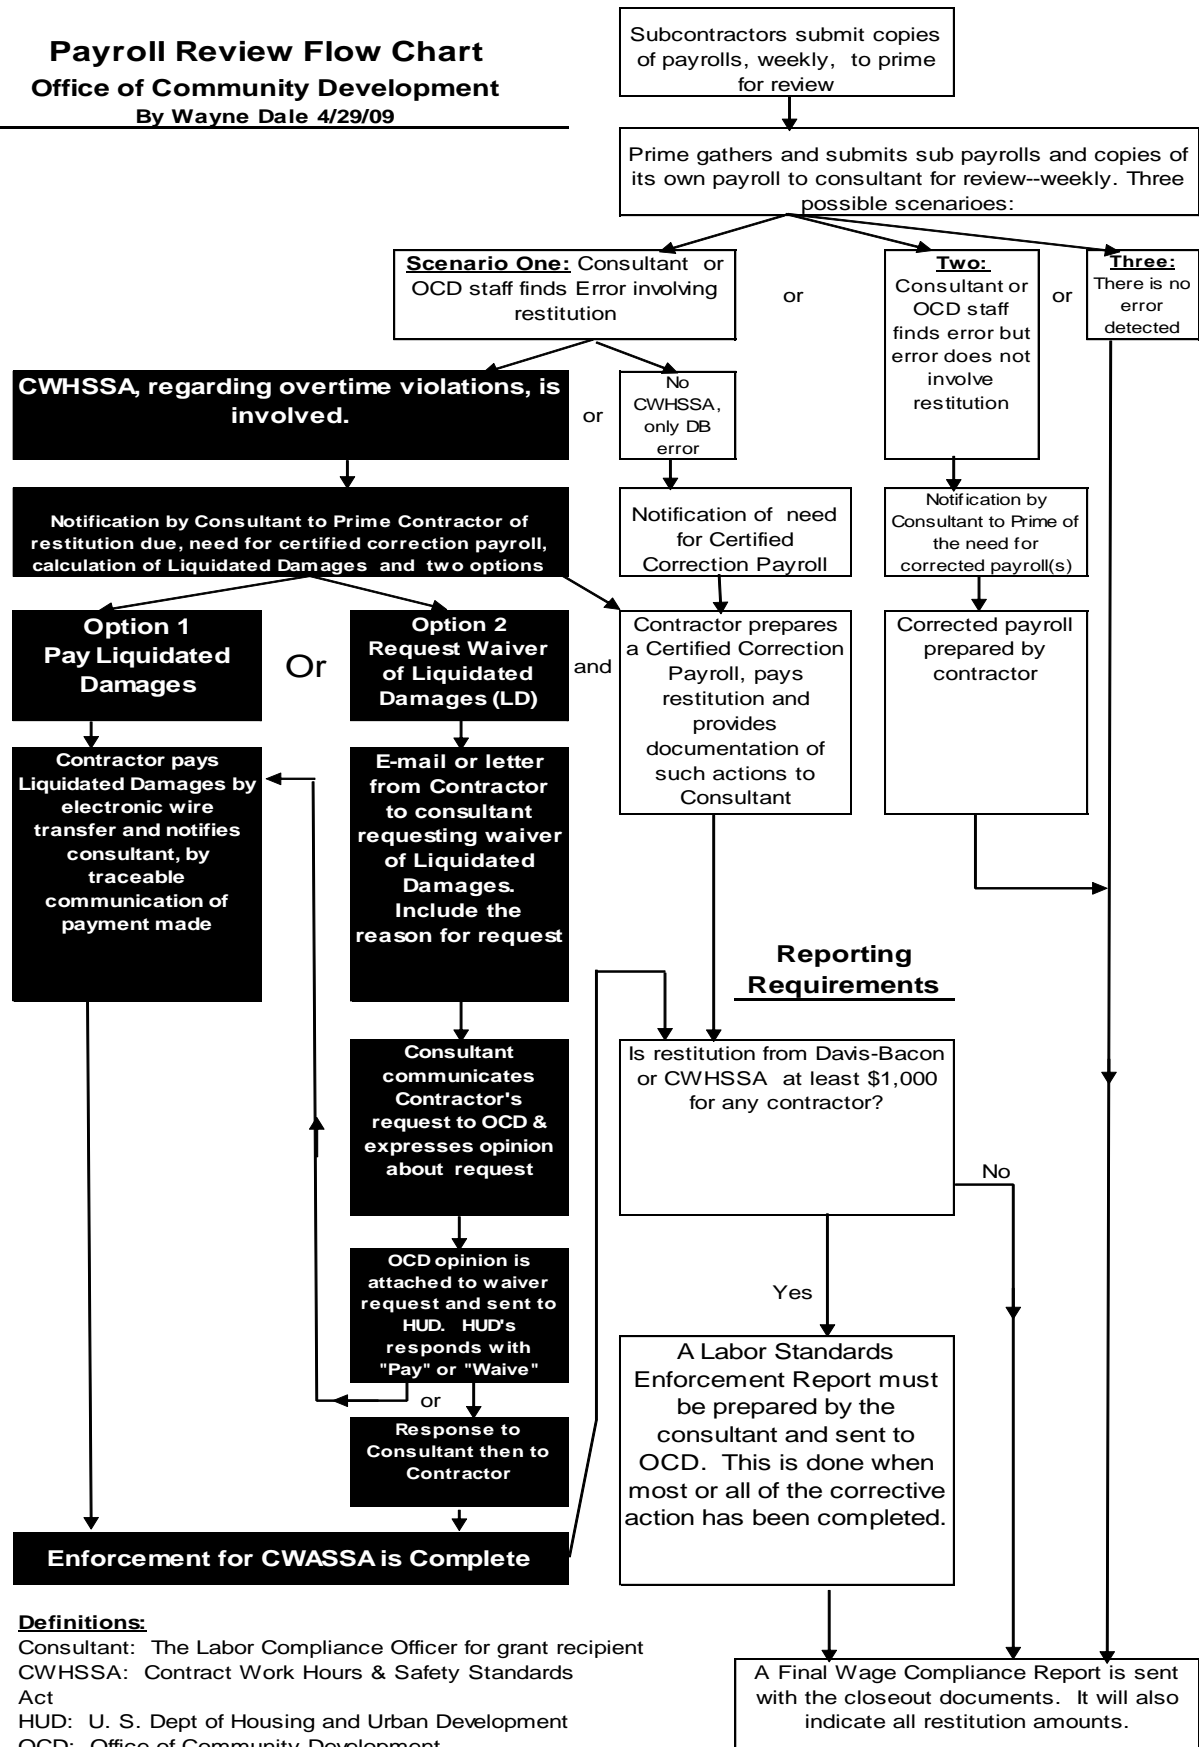 Payroll Review Flow Chart
Office of Community Development
By Wayne Dale 4/29/09
Subcontractors submit copies
of payrolls, weekly, to prime
for review
Prime gathers and submits sub payrolls and copies of
its own payroll to consultant for review--weekly. Three
possible scenarioes:
Scenario One: Consultant or
OCD staff finds Error involving
restitution
or
Two:
Consultant or
OCD staff
finds error but
error does not
involve
restitution
or
Three:
There is no
error
detected
CWHSSA, regarding overtime violations, is
involved.
or
No
CWHSSA,
only DB
error
Notification by Consultant to Prime Contractor of
restitution due, need for certified correction payroll,
calculation of Liquidated Damages and two options
Notification of need
for Certified
Correction Payroll
Notification by
Consultant to Prime of
the need for
corrected payroll(s)
Option 1
Pay Liquidated
Damages
Or
Option 2
Request Waiver
of Liquidated
Damages (LD)
and
Contractor prepares
a Certified Correction
Payroll, pays
restitution and
provides
documentation of
such actions to
Consultant
Corrected payroll
prepared by
contractor
Contractor pays
Liquidated Damages by
electronic wire
transfer and notifies
consultant, by
traceable
communication of
payment made
E-mail or letter
from Contractor
to consultant
requesting waiver
of Liquidated
Damages.
Include the
reason for request
Reporting
Requirements
Consultant
communicates
Contractor's
request to OCD &
expresses opinion
about request
Is restitution from Davis-Bacon
or CWHSSA at least $1,000
for any contractor?
No
Yes
OCD opinion is
attached to waiver
request and sent to
HUD. HUD's
responds with
"Pay" or "Waive"
or
Response to
Consultant then to
Contractor
A Labor Standards
Enforcement Report must
be prepared by the
consultant and sent to
OCD. This is done when
most or all of the corrective
action has been completed.
Enforcement for CWASSA is Complete
Definitions:
Consultant: The Labor Compliance Officer for grant recipient
CWHSSA: Contract Work Hours & Safety Standards
Act
HUD: U. S. Dept of Housing and Urban Development
OCD: Office of Community Development
A Final Wage Compliance Report is sent
with the closeout documents. It will also
indicate all restitution amounts.